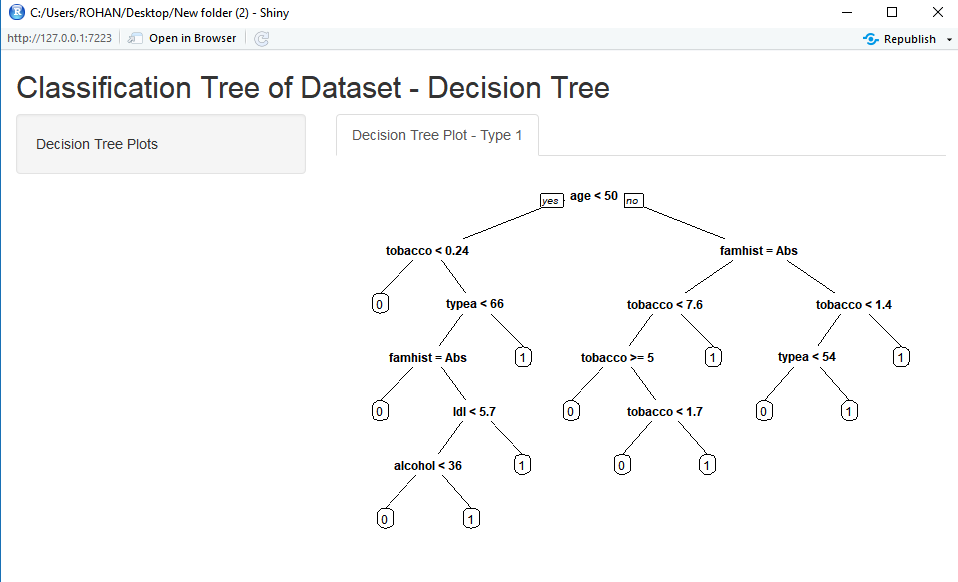 C:/Users/ROHAN/Desktop/New folder (2) - Shiny
http://127.0.0.1:7223 Open in Browser Republish
Classification Tree of Dataset - Decision Tree
Decision Tree Plots
Decision Tree Plot - Type 1
yes age < 50 no
tobacco < 0.24 famhist = Abs
0 typea < 66 tobacco < 7.6 tobacco < 1.4
famhist = Abs 1 tobacco >= 5 1 typea < 54 1
0 ldl < 5.7 0 tobacco < 1.7 0 1
alcohol < 36 1 0 1
0 1